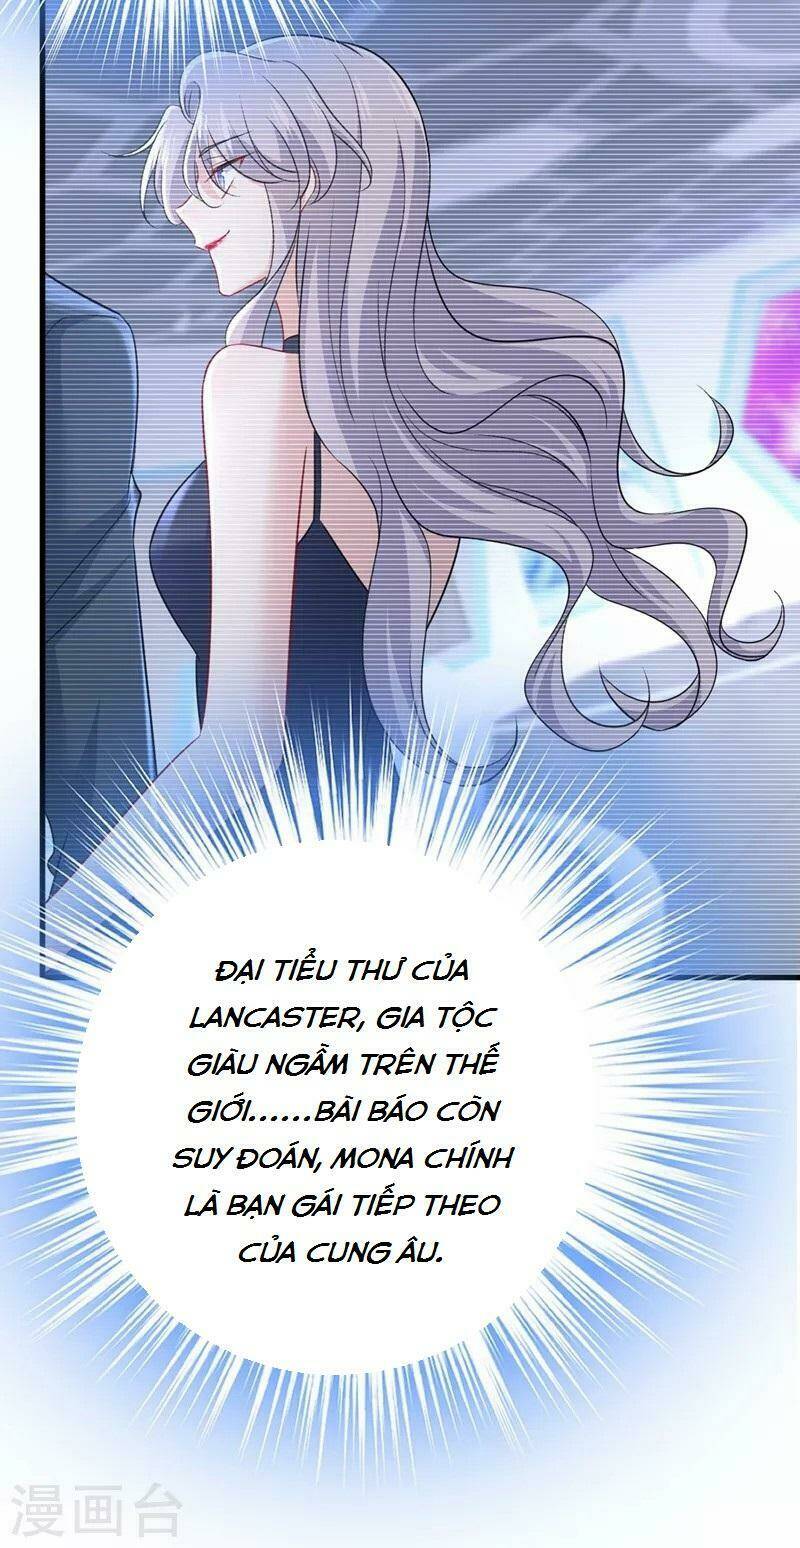 ĐẠI TIỂU THƯ CỦA
LANCASTER, GIA TỘC
GIÀU NGẦM TRÊN THẾ
GIỚI......BÀI BÁO CÒN
SUY ĐOÁN, MONA CHÍNH
LÀ BẠN GÁI TIẾP THEO
CỦA CUNG ÂU.
漫画台